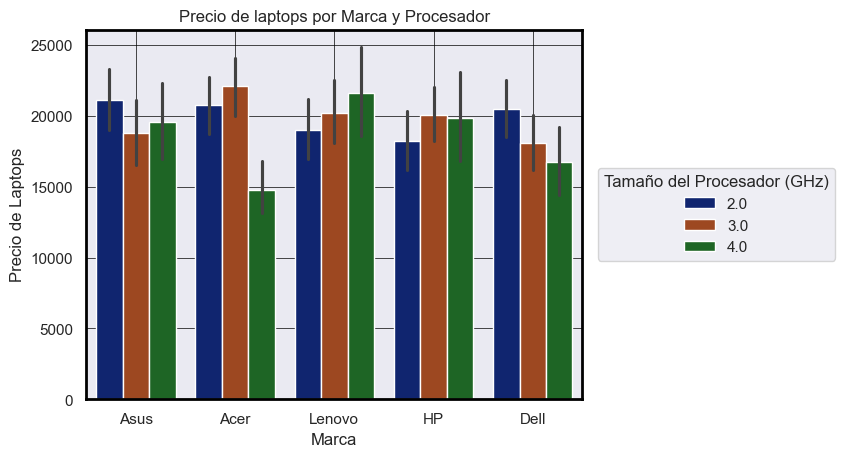 Precio de laptops por Marca y Procesador
Precio de Laptops
25000
20000
15000
10000
5000
0
Asus Acer Lenovo HP Dell
Marca
Tamaño del Procesador (GHz)
2.0
3.0
4.0